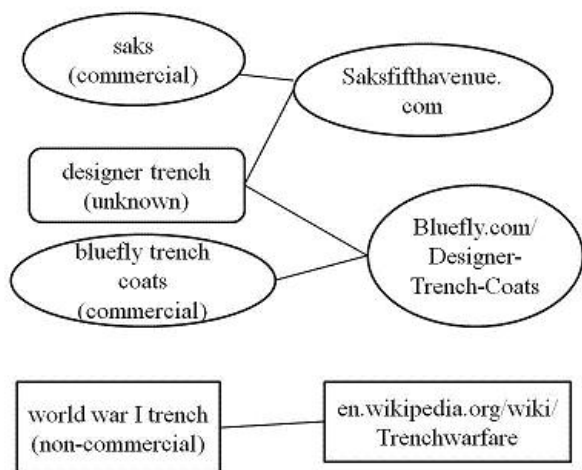 saks
(commercial)
Saksfifthavenue.
com
designer trench
(unknown)
bluefly trench
coats
(commercial)
Bluefly.com/
Designer-
Trench-Coats
world war I trench
(non-commercial)
en.wikipedia.org/wiki/
Trenchwarfare